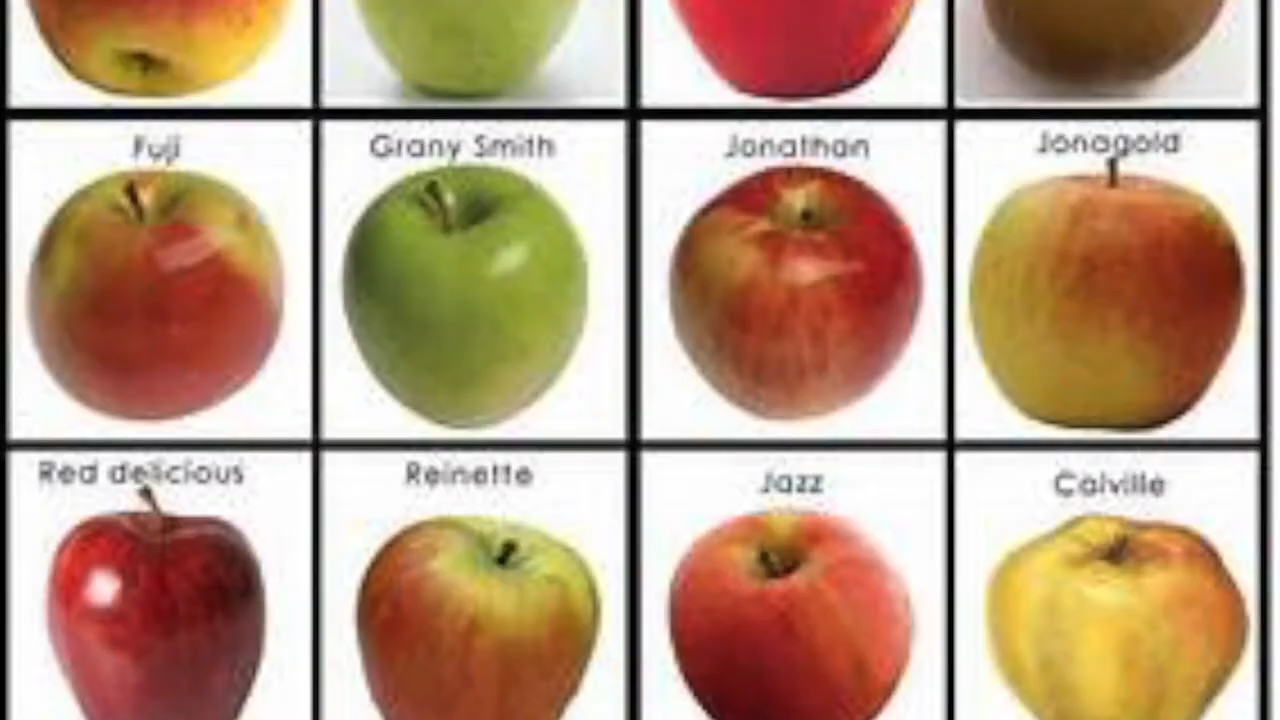 Fuji
Grany Smith
Jonathan
Jonagold
Red delicious
Reinette
Jazz
Calville